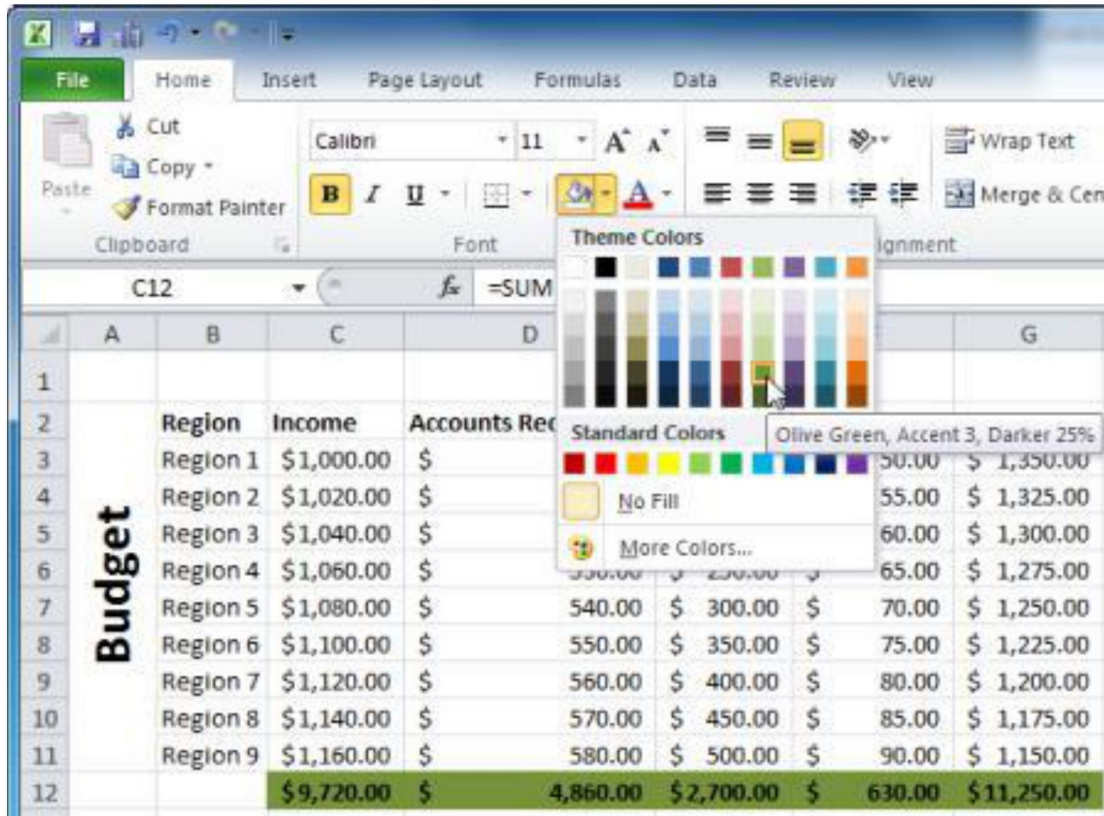 File Home Insert Page Layout Formulas Data Review View
Cut
Calibri 11 A A Wrap Text
Copy
Paste
Format Painter B I U A Merge & Cen
Clipboard Font ignment
Theme Colors
C12 fx =SUM
A B C D G
1
2 Region Income Accounts Rec
Standard Colors
Olive Green, Accent 3, Darker 25%
3 Region 1 $1,000.00 $ 50.00 $ 1,350.00
4 Region 2 $1,020.00 $ 55.00 $ 1,325.00
No Fill
5 Region 3 $1,040.00 $ 60.00 $ 1,300.00
More Colors...
6 Region 4 $1,060.00 $ 65.00 $ 1,275.00
7 Region 5 $1,080.00 $ 540.00 $ 300.00 $ 70.00 $ 1,250.00
8 Region 6 $1,100.00 $ 550.00 $ 350.00 $ 75.00 $ 1,225.00
9 Region 7 $1,120.00 $ 560.00 $ 400.00 $ 80.00 $ 1,200.00
10 Region 8 $1,140.00 $ 570.00 $ 450.00 $ 85.00 $ 1,175.00
11 Region 9 $1,160.00 $ 580.00 $ 500.00 $ 90.00 $ 1,150.00
12 $9,720.00 $ 4,860.00 $2,700.00 $ 630.00 $11,250.00
Budget